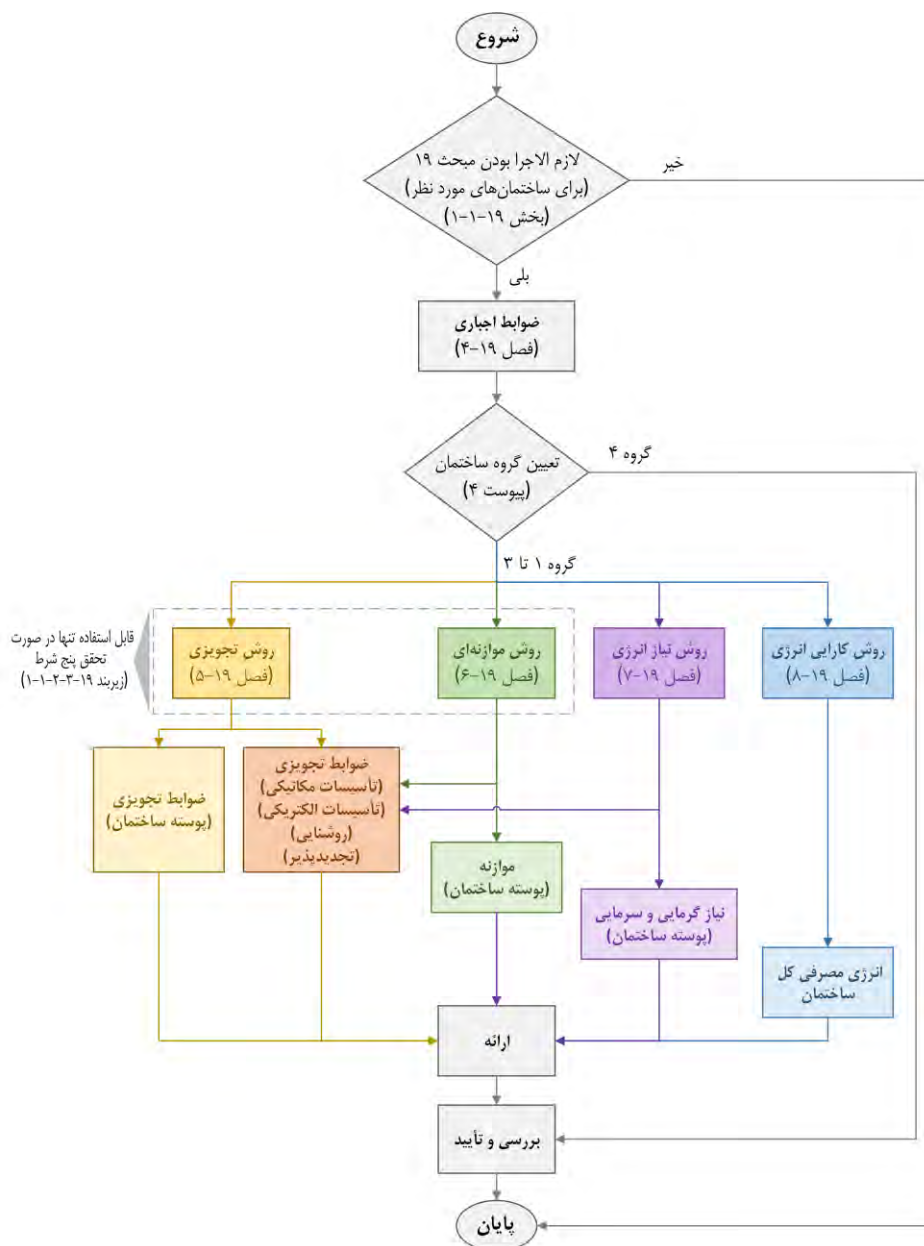 شروع
لازم الاجرا بودن مبحث ۱۹
(برای ساختمان‌های مورد نظر)
(بخش ۱۹-۱-۱)
خیر
بلی
ضوابط اجباری
(فصل ۱۹-۴)
تعیین گروه ساختمان
(پیوست ۴)
گروه ۴
گروه ۱ تا ۳
قابل استفاده تنها در صورت
تحقق پنج شرط
(زیربند ۱۹-۳-۲-۱-۱)
روش تجویزی
(فصل ۱۹-۵)
روش موازنه‌ای
(فصل ۱۹-۶)
روش نیاز انرژی
(فصل ۱۹-۷)
روش کارایی انرژی
(فصل ۱۹-۸)
ضوابط تجویزی
(پوسته ساختمان)
ضوابط تجویزی
(تأسیسات مکانیکی)
(تأسیسات الکتریکی)
(روشنایی)
(تجدیدپذیر)
موازنه
(پوسته ساختمان)
نیاز گرمایی و سرمایی
(پوسته ساختمان)
انرژی مصرفی کل
ساختمان
ارائه
بررسی و تأیید
پایان